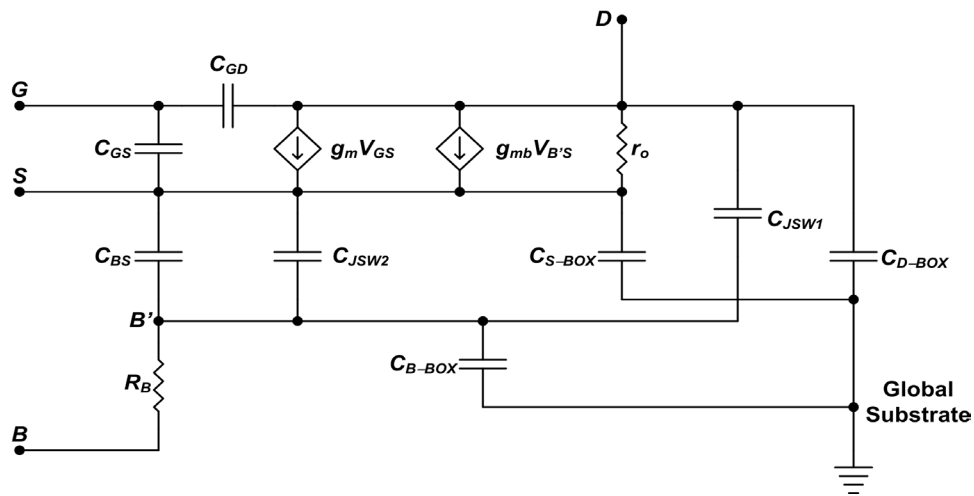 D
C_GD
G
C_GS
g_mV_GS
g_mbV_B'S
r_o
S
C_JSW1
C_BS
C_JSW2
C_S–BOX
C_D–BOX
B'
C_B–BOX
R_B
Global
Substrate
B